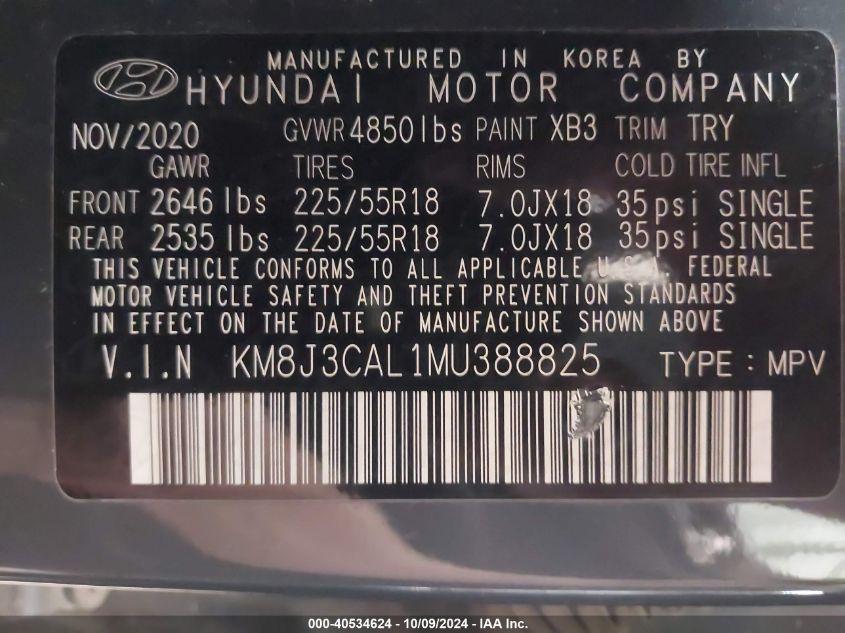 MANUFACTURED IN KOREA BY
HYUNDAI MOTOR COMPANY
NOV/2020 GVWR 4850lbs PAINT XB3 TRIM TRY
GAWR TIRES RIMS COLD TIRE INFL
FRONT 2646 lbs 225/55R18 7.0JX18 35psi SINGLE
REAR 2535 lbs 225/55R18 7.0JX18 35psi SINGLE
THIS VEHICLE CONFORMS TO ALL APPLICABLE U.S.A. FEDERAL
MOTOR VEHICLE SAFETY AND THEFT PREVENTION STANDARDS
IN EFFECT ON THE DATE OF MANUFACTURE SHOWN ABOVE
V.I.N KM8J3CAL1MU388825 TYPE : MPV
000-40534624 - 10/09/2024 - IAA Inc.